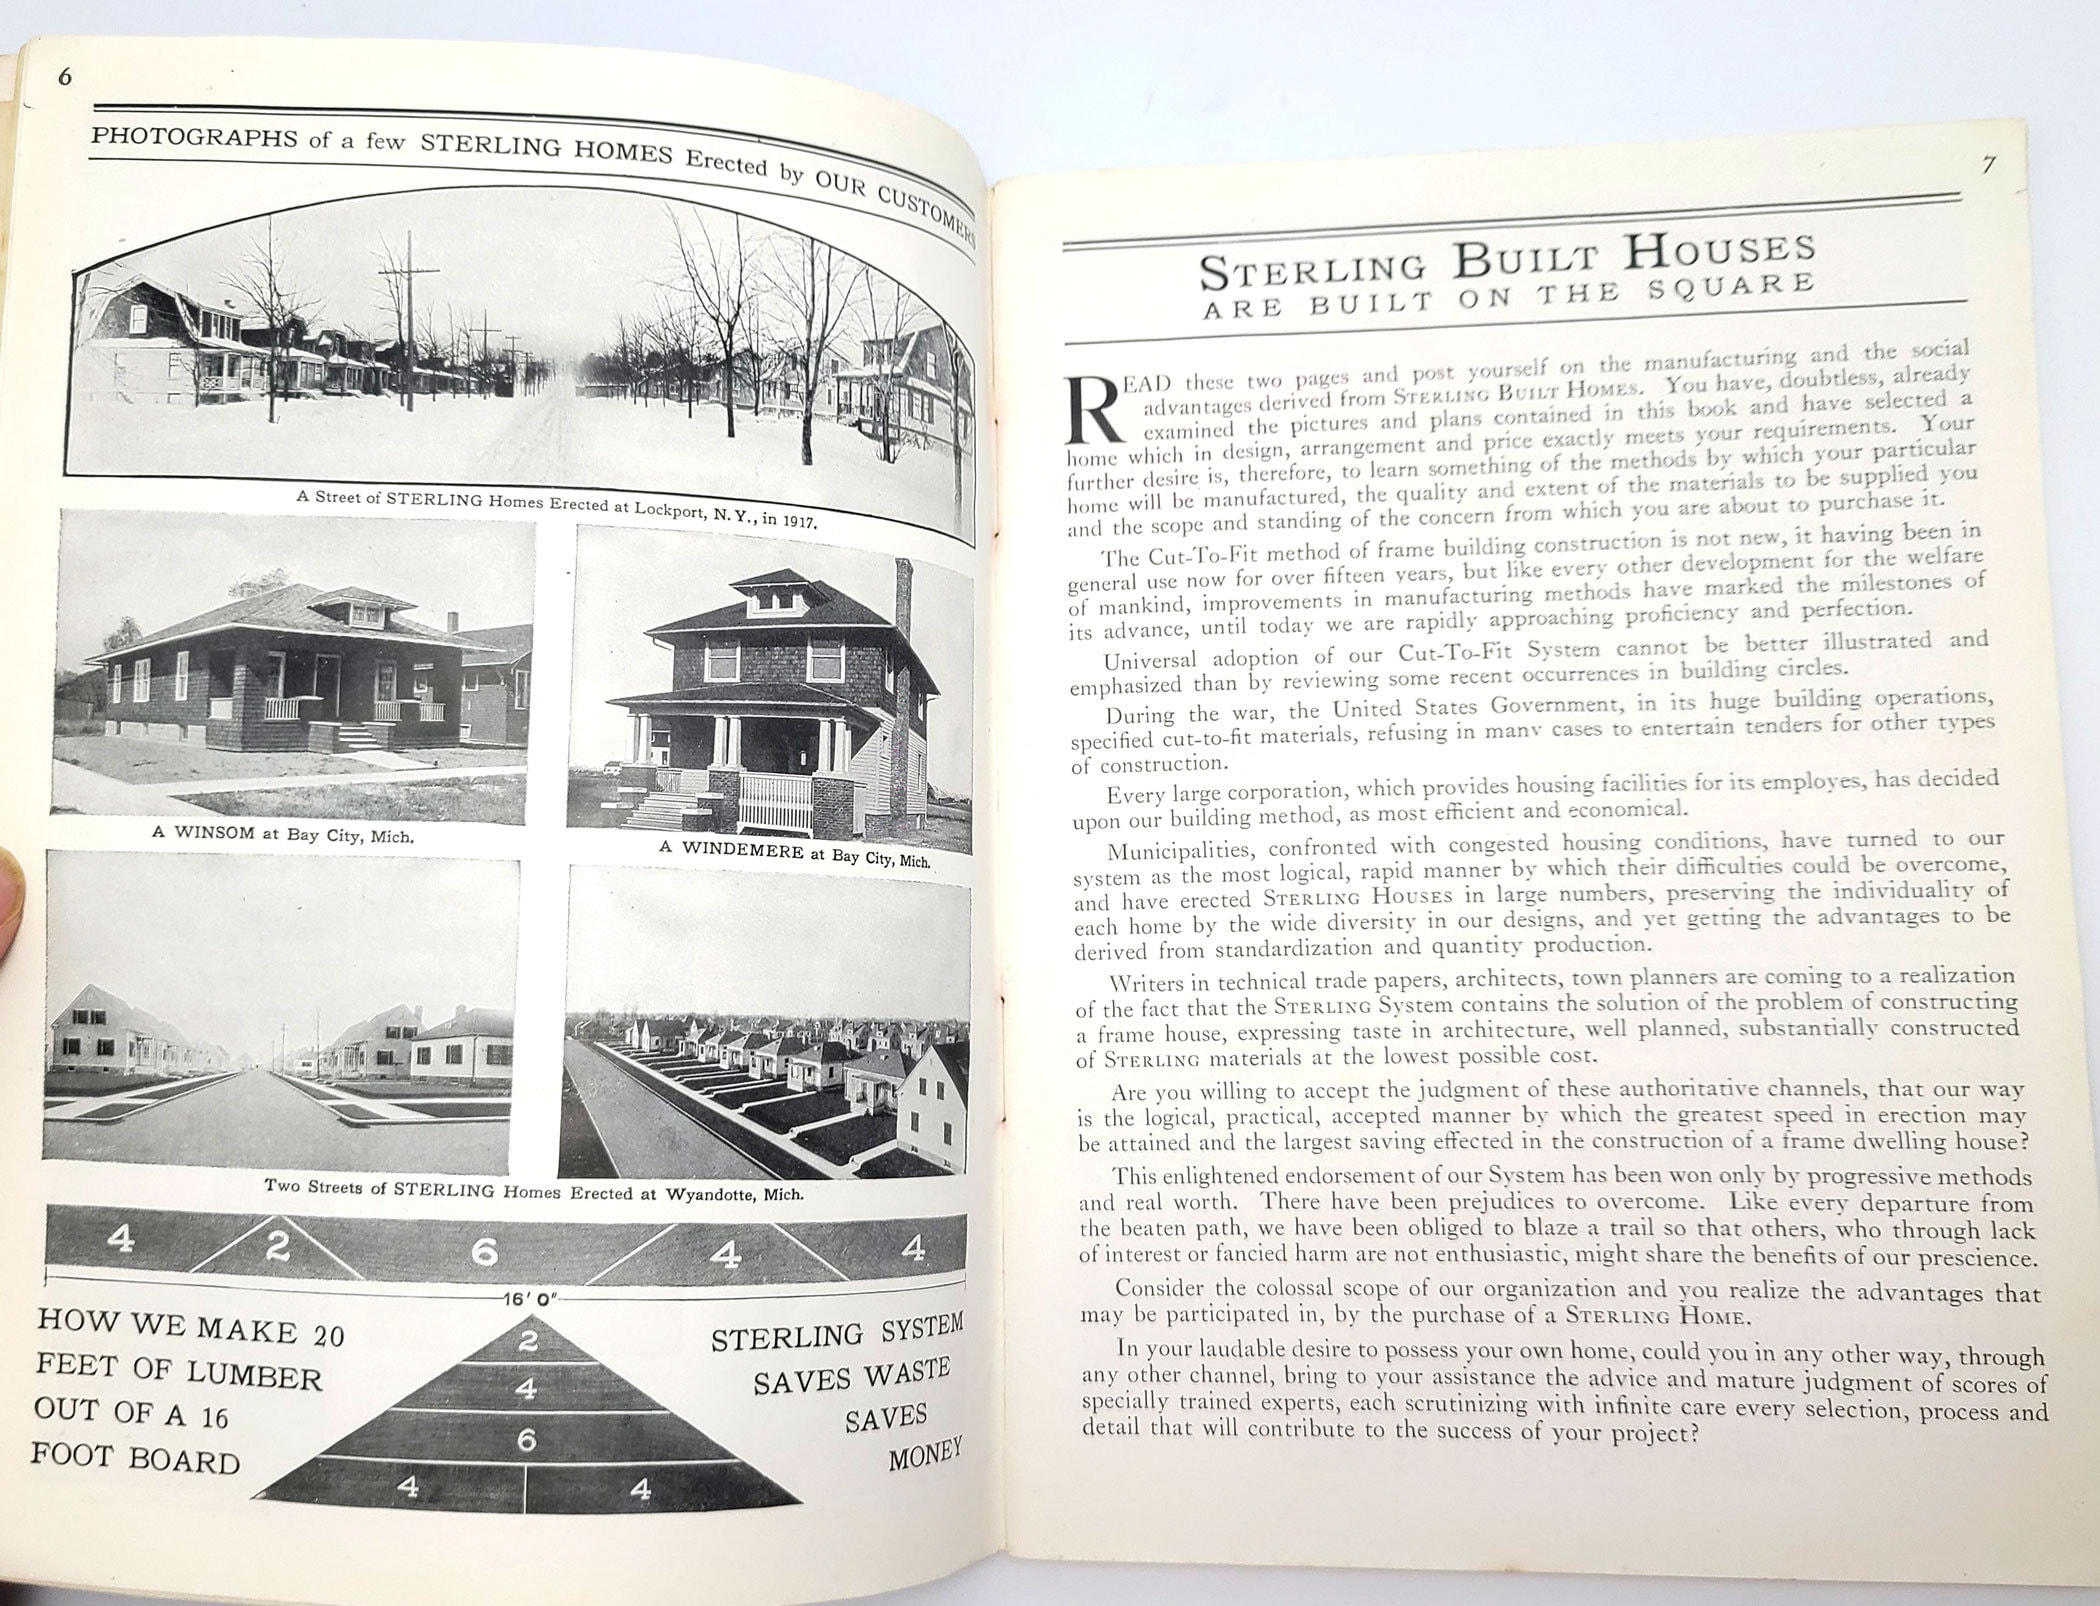 6
PHOTOGRAPHS of a few STERLING HOMES Erected by OUR CUSTOMERS
A Street of STERLING Homes Erected at Lockport, N. Y., in 1917.
A WINSOM at Bay City, Mich.
A WINDEMERE at Bay City, Mich.
Two Streets of STERLING Homes Erected at Wyandotte, Mich.
4 2 6 4 4
16' 0"
HOW WE MAKE 20
FEET OF LUMBER
OUT OF A 16
FOOT BOARD
2
4
6
4 4
STERLING SYSTEM
SAVES WASTE
SAVES
MONEY
7
STERLING BUILT HOUSES
ARE BUILT ON THE SQUARE
READ these two pages and post yourself on the manufacturing and the social
advantages derived from STERLING BUILT HOMES. You have, doubtless, already
examined the pictures and plans contained in this book and have selected a
home which in design, arrangement and price exactly meets your requirements. Your
further desire is, therefore, to learn something of the methods by which your particular
home will be manufactured, the quality and extent of the materials to be supplied you
and the scope and standing of the concern from which you are about to purchase it.
The Cut-To-Fit method of frame building construction is not new, it having been in
general use now for over fifteen years, but like every other development for the welfare
of mankind, improvements in manufacturing methods have marked the milestones of
its advance, until today we are rapidly approaching proficiency and perfection.
Universal adoption of our Cut-To-Fit System cannot be better illustrated and
emphasized than by reviewing some recent occurrences in building circles.
During the war, the United States Government, in its huge building operations,
specified cut-to-fit materials, refusing in many cases to entertain tenders for other types
of construction.
Every large corporation, which provides housing facilities for its employes, has decided
upon our building method, as most efficient and economical.
Municipalities, confronted with congested housing conditions, have turned to our
system as the most logical, rapid manner by which their difficulties could be overcome,
and have erected STERLING HOUSES in large numbers, preserving the individuality of
each home by the wide diversity in our designs, and yet getting the advantages to be
derived from standardization and quantity production.
Writers in technical trade papers, architects, town planners are coming to a realization
of the fact that the STERLING System contains the solution of the problem of constructing
a frame house, expressing taste in architecture, well planned, substantially constructed
of STERLING materials at the lowest possible cost.
Are you willing to accept the judgment of these authoritative channels, that our way
is the logical, practical, accepted manner by which the greatest speed in erection may
be attained and the largest saving effected in the construction of a frame dwelling house?
This enlightened endorsement of our System has been won only by progressive methods
and real worth. There have been prejudices to overcome. Like every departure from
the beaten path, we have been obliged to blaze a trail so that others, who through lack
of interest or fancied harm are not enthusiastic, might share the benefits of our prescience.
Consider the colossal scope of our organization and you realize the advantages that
may be participated in, by the purchase of a STERLING HOME.
In your laudable desire to possess your own home, could you in any other way, through
any other channel, bring to your assistance the advice and mature judgment of scores of
specially trained experts, each scrutinizing with infinite care every selection, process and
detail that will contribute to the success of your project?